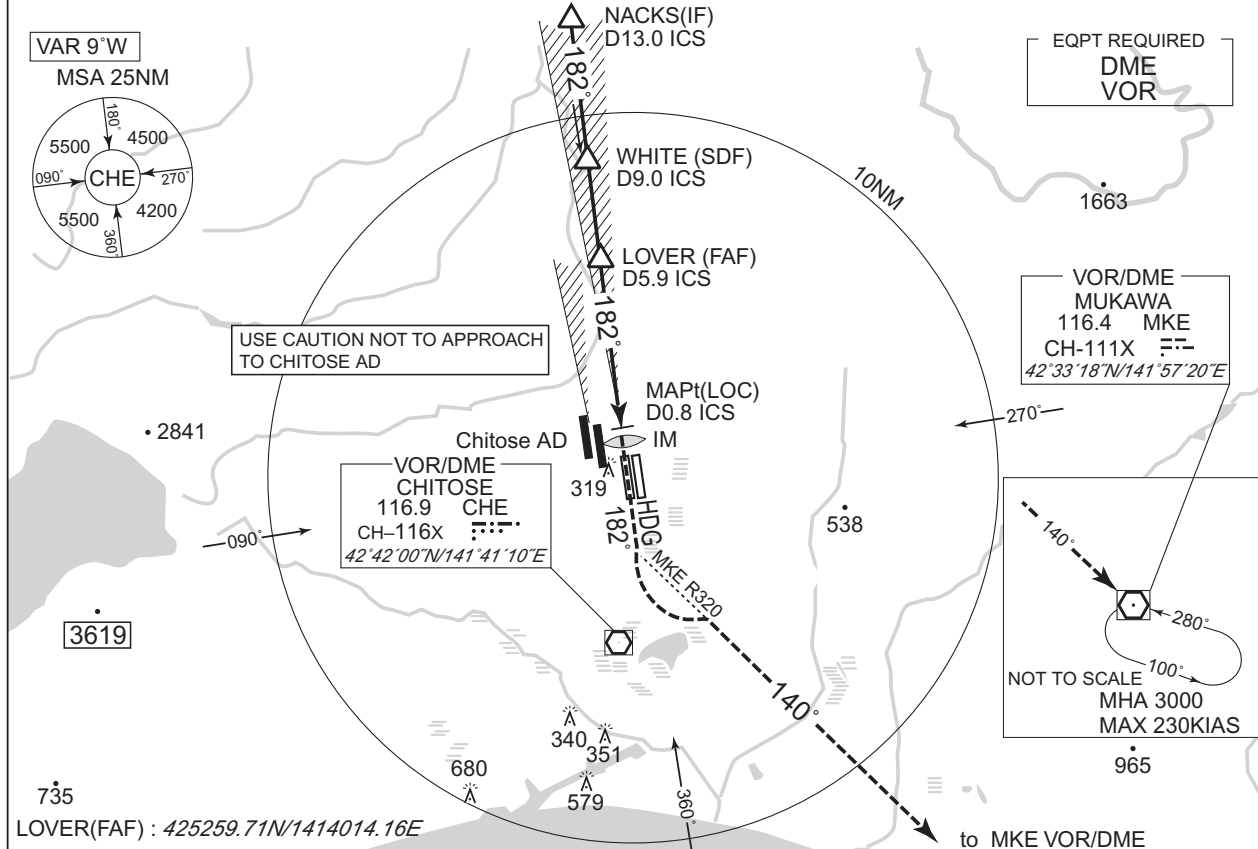 NACKS(IF)
D13.0 ICS
VAR 9°W
MSA 25NM
180°
5500
4500
090°
CHE
270°
5500
4200
360°
EQPT REQUIRED
DME
VOR
182°
WHITE (SDF)
D9.0 ICS
10NM
1663
LOVER (FAF)
D5.9 ICS
182°
VOR/DME
MUKAWA
116.4 MKE
CH-111X
42°33´18˝N/141°57´20˝E
USE CAUTION NOT TO APPROACH
TO CHITOSE AD
MAPt(LOC)
D0.8 ICS
270°
2841
Chitose AD
IM
319
VOR/DME
CHITOSE
116.9 CHE
CH–116X
42°42´00˝N/141°41´10˝E
HDG
182°
538
090°
MKE R320
140°
280°
100°
NOT TO SCALE
MHA 3000
MAX 230KIAS
3619
140°
340
351
965
680
579
735
360°
LOVER(FAF) : 425259.71N/1414014.16E
to MKE VOR/DME